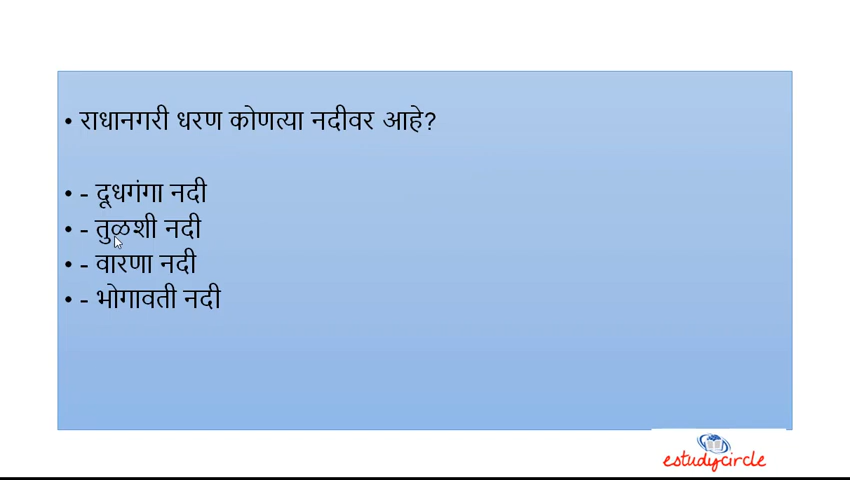 • राधानगरी धरण कोणत्या नदीवर आहे?
• - दूधगंगा नदी
• - तुळशी नदी
• - वारणा नदी
• - भोगावती नदी
estudycircle